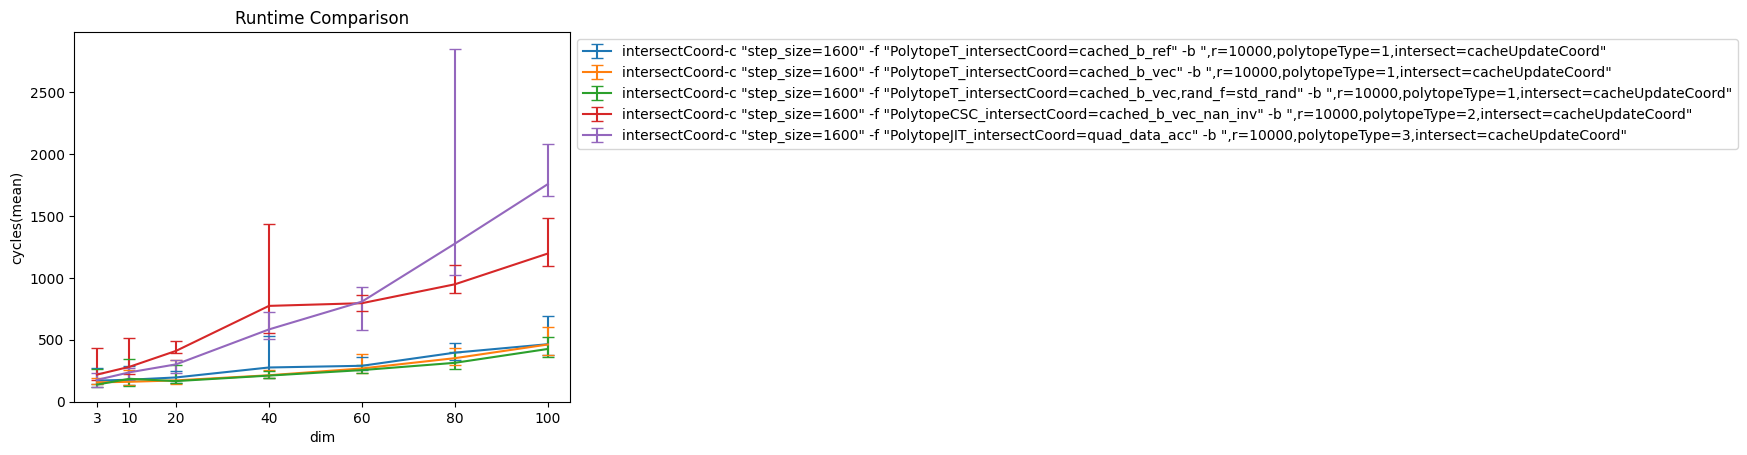 Runtime Comparison
cycles(mean)
2500
2000
1500
1000
500
0
3 10 20 40 60 80 100
dim
intersectCoord-c "step_size=1600" -f "PolytopeT_intersectCoord=cached_b_ref" -b ",r=10000,polytopeType=1,intersect=cacheUpdateCoord"
intersectCoord-c "step_size=1600" -f "PolytopeT_intersectCoord=cached_b_vec" -b ",r=10000,polytopeType=1,intersect=cacheUpdateCoord"
intersectCoord-c "step_size=1600" -f "PolytopeT_intersectCoord=cached_b_vec,rand_f=std_rand" -b ",r=10000,polytopeType=1,intersect=cacheUpdateCoord"
intersectCoord-c "step_size=1600" -f "PolytopeCSC_intersectCoord=cached_b_vec_nan_inv" -b ",r=10000,polytopeType=2,intersect=cacheUpdateCoord"
intersectCoord-c "step_size=1600" -f "PolytopeJIT_intersectCoord=quad_data_acc" -b ",r=10000,polytopeType=3,intersect=cacheUpdateCoord"